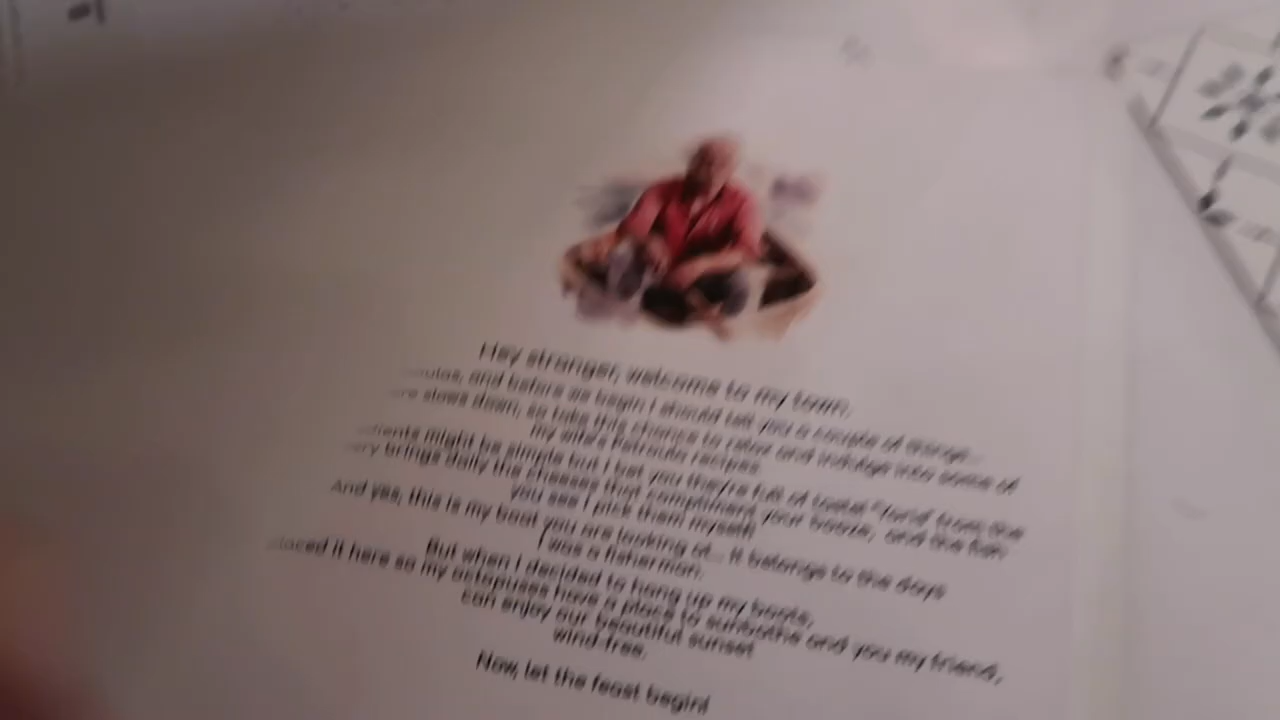 Hey stranger, welcome to my town.
and before we begin I should tell you a couple of things...
slows down, so take this chance to relax and indulge into some of
my wife's recipes
might be simple but I bet you they're full of taste! from the
brings daily the cheeses that compliment your booze, and the fish
you see I pick them myself!
And yes, this is my boat you are looking at... It belongs to the days
I was a fisherman.
But when I decided to hang up my boots,
it here so my octopuses have a place to sunbathe and you my friend,
can enjoy our beautiful sunset
wind-free.
Now, let the feast begin!